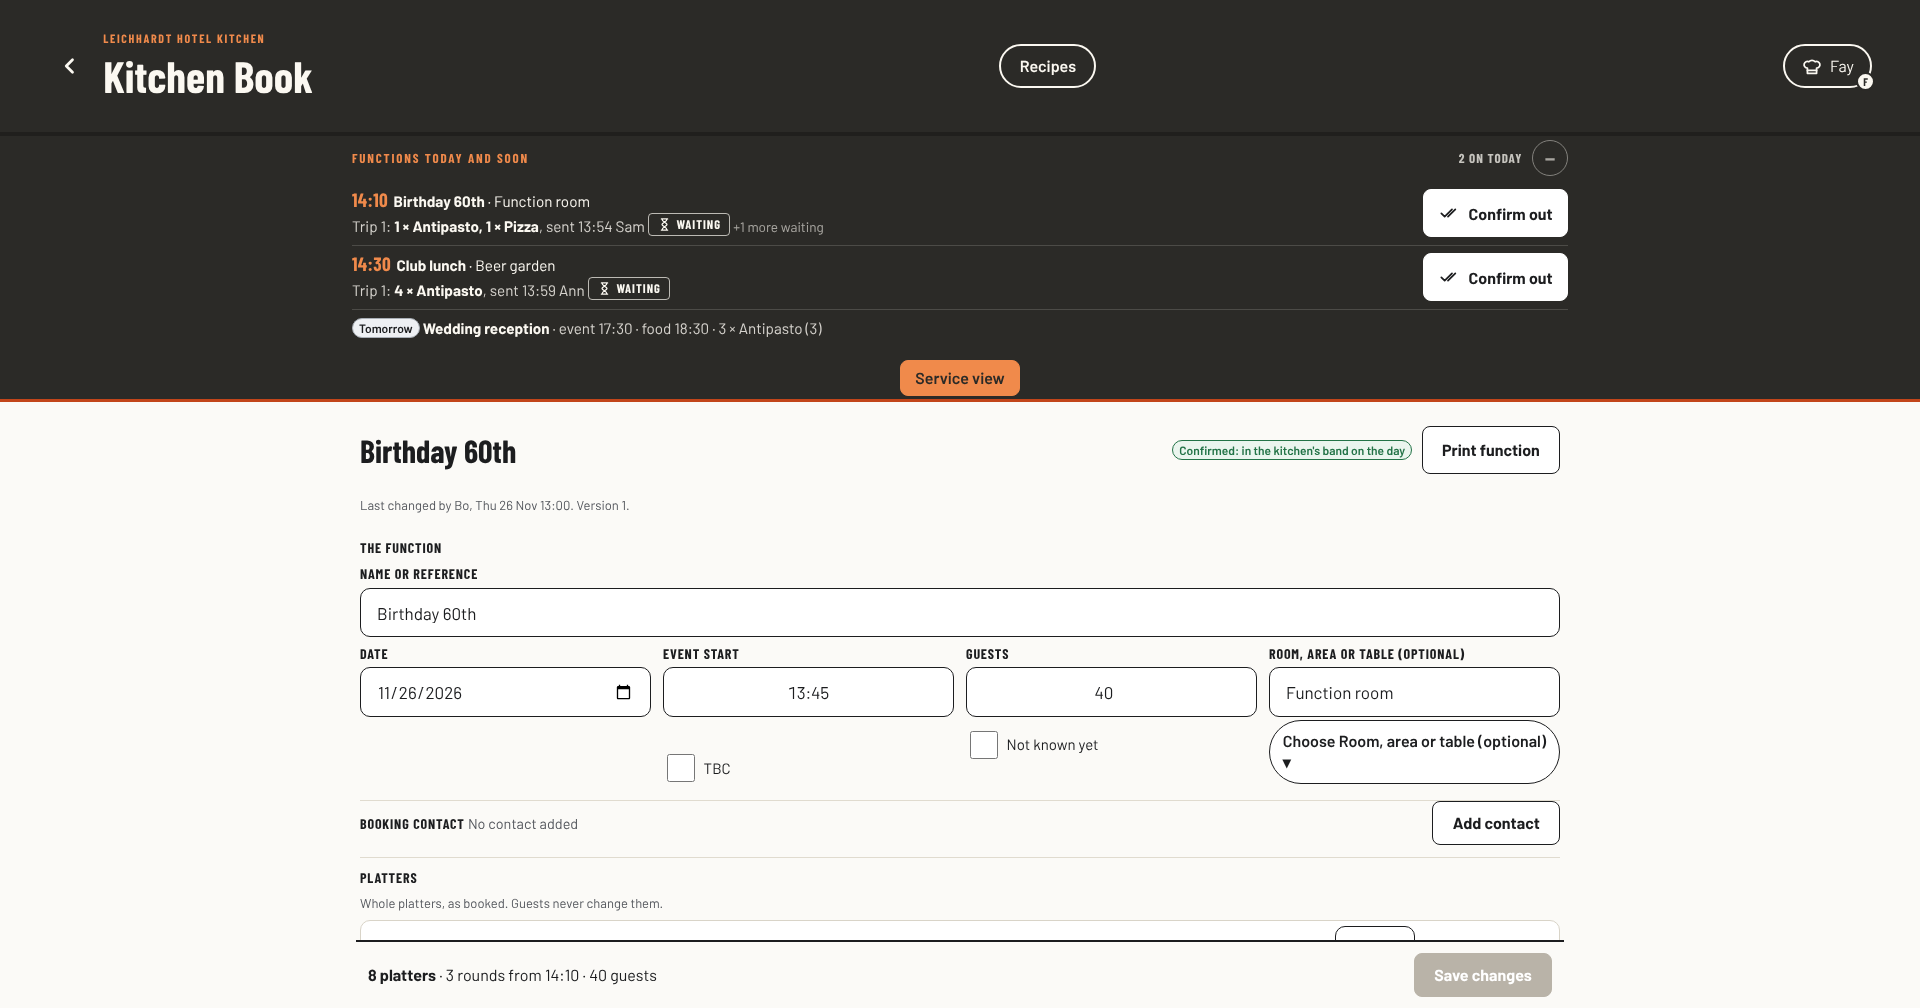 LEICHHARDT HOTEL KITCHEN
Kitchen Book
Recipes
Fay
F
FUNCTIONS TODAY AND SOON
2 ON TODAY
14:10 Birthday 60th · Function room
Trip 1: 1 × Antipasto, 1 × Pizza, sent 13:54 Sam WAITING +1 more waiting
Confirm out
14:30 Club lunch · Beer garden
Trip 1: 4 × Antipasto, sent 13:59 Ann WAITING
Confirm out
Tomorrow Wedding reception · event 17:30 · food 18:30 · 3 × Antipasto (3)
Service view
Birthday 60th
Confirmed: in the kitchen's band on the day
Print function
Last changed by Bo, Thu 26 Nov 13:00. Version 1.
THE FUNCTION
NAME OR REFERENCE
Birthday 60th
DATE
EVENT START
GUESTS
ROOM, AREA OR TABLE (OPTIONAL)
11/26/2026
13:45
40
Function room
TBC
Not known yet
Choose Room, area or table (optional)
▼
BOOKING CONTACT No contact added
Add contact
PLATTERS
Whole platters, as booked. Guests never change them.
8 platters · 3 rounds from 14:10 · 40 guests
Save changes